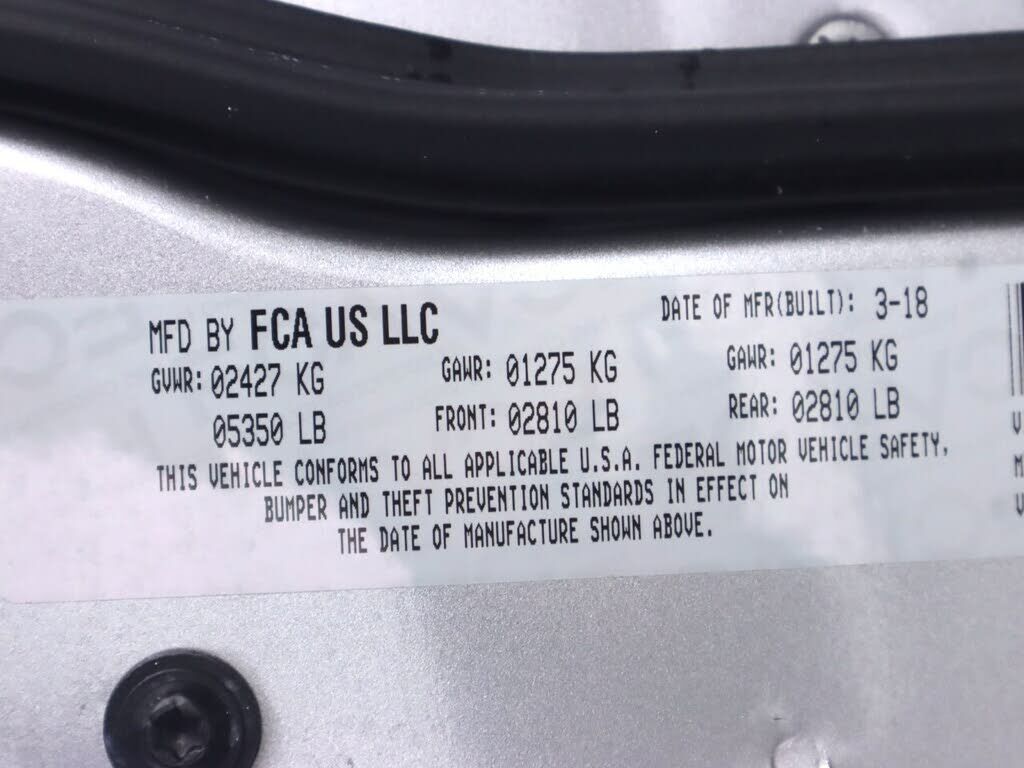 MFD BY FCA US LLC DATE OF MFR(BUILT): 3-18
GVWR: 02427 KG GAWR: 01275 KG GAWR: 01275 KG
05350 LB FRONT: 02810 LB REAR: 02810 LB
THIS VEHICLE CONFORMS TO ALL APPLICABLE U.S.A. FEDERAL MOTOR VEHICLE SAFETY,
BUMPER AND THEFT PREVENTION STANDARDS IN EFFECT ON
THE DATE OF MANUFACTURE SHOWN ABOVE.